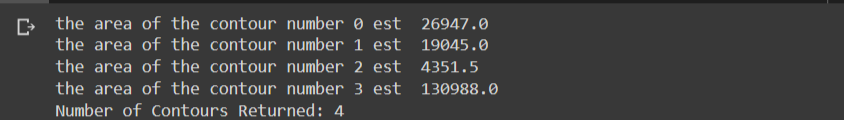 the area of the contour number 0 est  26947.0
the area of the contour number 1 est  19045.0
the area of the contour number 2 est  4351.5
the area of the contour number 3 est  130988.0
Number of Contours Returned: 4